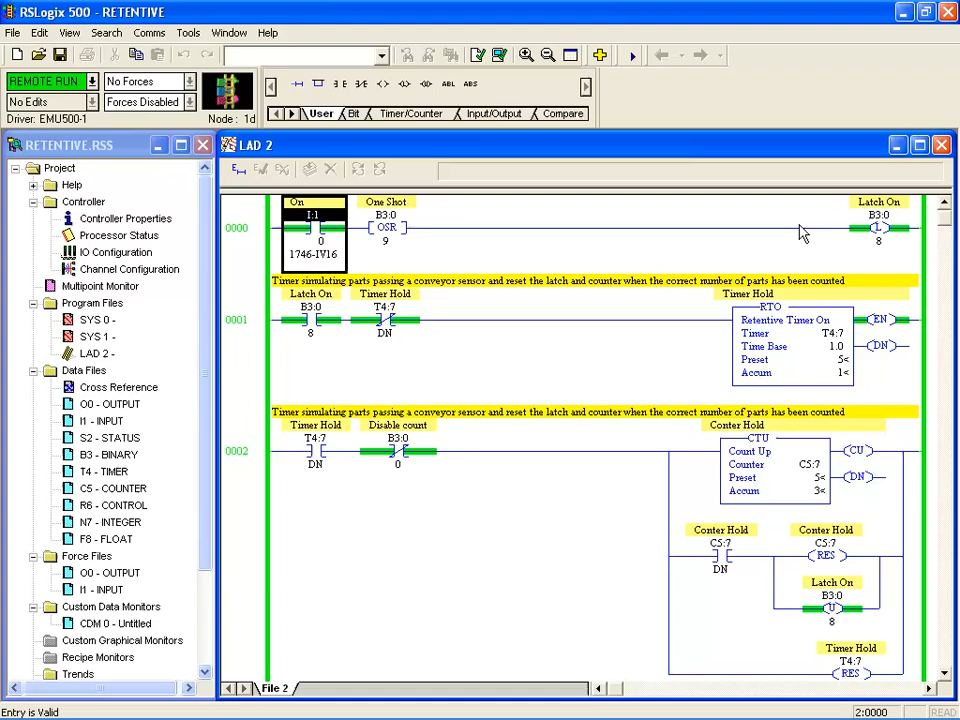 RSLogix 500 - RETENTIVE
File Edit View Search Comms Tools Window Help
REMOTE RUN No Forces
No Edits Forces Disabled
Driver: EMU500-1 Node : 1d
ABL ABS
User Bit Timer/Counter Input/Output Compare
RETENTIVE.RSS
Project
Help
Controller
Controller Properties
Processor Status
IO Configuration
Channel Configuration
Multipoint Monitor
Program Files
SYS 0 -
SYS 1 -
LAD 2 -
Data Files
Cross Reference
O0 - OUTPUT
I1 - INPUT
S2 - STATUS
B3 - BINARY
T4 - TIMER
C5 - COUNTER
R6 - CONTROL
N7 - INTEGER
F8 - FLOAT
Force Files
O0 - OUTPUT
I1 - INPUT
Custom Data Monitors
CDM 0 - Untitled
Custom Graphical Monitors
Recipe Monitors
Trends
LAD 2
On One Shot Latch On
I:1 B3:0 B3:0
0000 OSR L
0 9 8
1746-IV16
Timer simulating parts passing a conveyor sensor and reset the latch and counter when the correct number of parts has been counted
Latch On Timer Hold Timer Hold
B3:0 T4:7 RTO
0001 Retentive Timer On EN
8 DN Timer T4:7
Time Base 1.0 DN
Preset 5<
Accum 1<
Timer simulating parts passing a conveyor sensor and reset the latch and counter when the correct number of parts has been counted
Timer Hold Disable count Conter Hold
T4:7 B3:0 CTU
0002 Count Up CU
DN 0 Counter C5:7
Preset 5< DN
Accum 3<
Conter Hold Conter Hold
C5:7 C5:7
RES
DN
Latch On
B3:0
U
8
Timer Hold
T4:7
RES
File 2
Entry is Valid 2:0000 READ